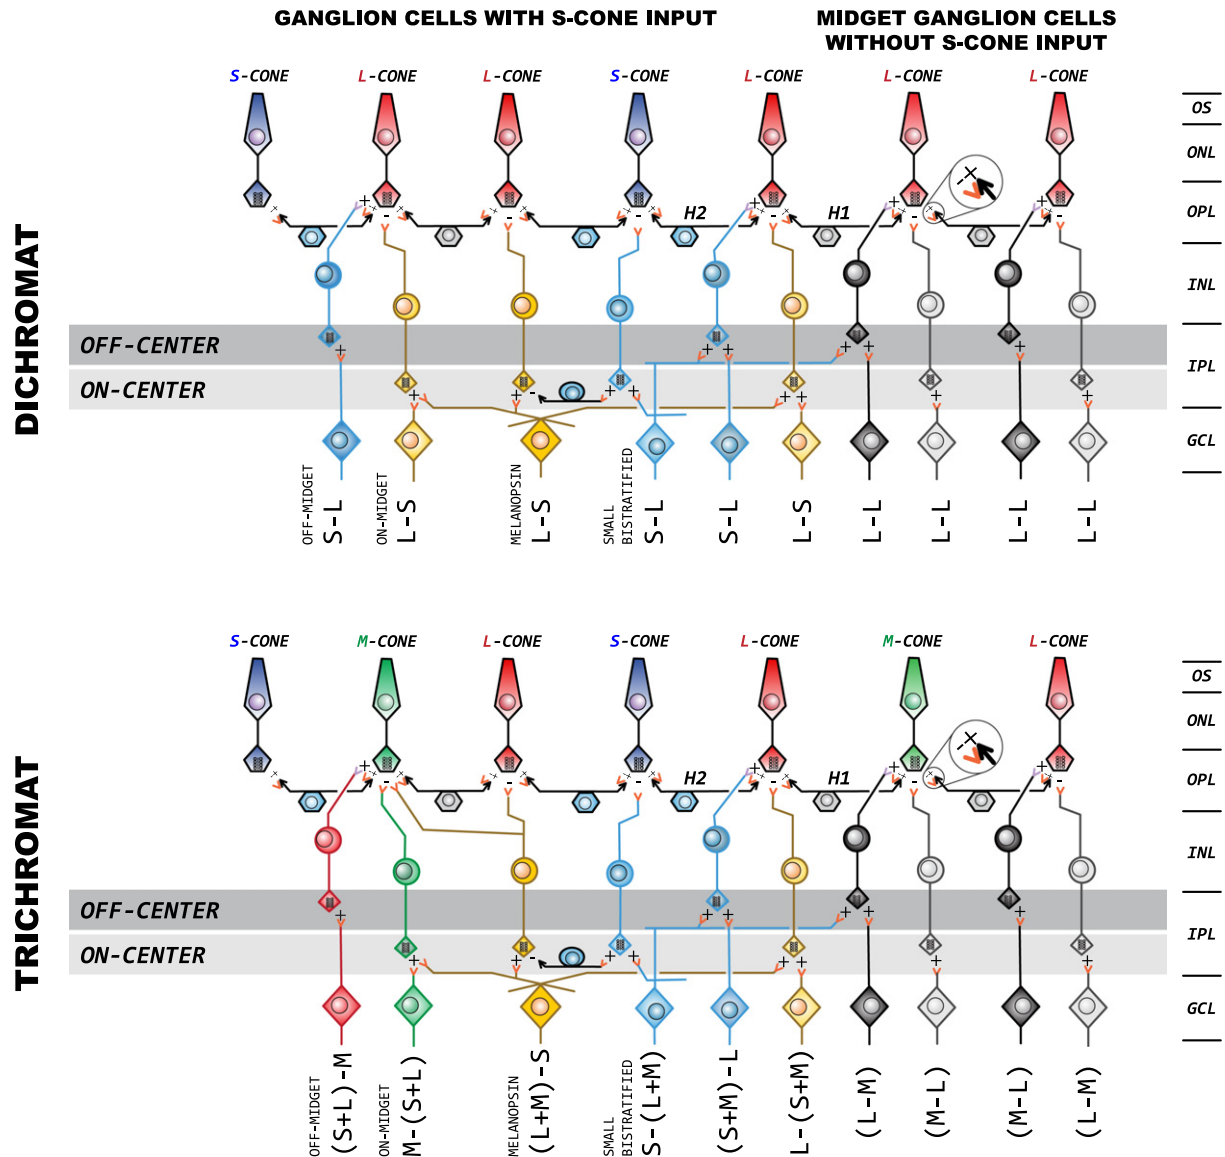 GANGLION CELLS WITH S-CONE INPUT
MIDGET GANGLION CELLS
WITHOUT S-CONE INPUT
S-CONE
L-CONE
L-CONE
S-CONE
L-CONE
L-CONE
L-CONE
OS
ONL
OPL
INL
IPL
GCL
H2
H1
DICHROMAT
OFF-CENTER
ON-CENTER
OFF-MIDGET
S-L
ON-MIDGET
L-S
MELANOPSIN
L-S
SMALL
BISTRATIFIED
S-L
S-L
L-S
L-L
L-L
L-L
L-L
S-CONE
M-CONE
L-CONE
S-CONE
L-CONE
M-CONE
L-CONE
OS
ONL
OPL
INL
IPL
GCL
H2
H1
TRICHROMAT
OFF-CENTER
ON-CENTER
OFF-MIDGET
(S+L)-M
ON-MIDGET
M-(S+L)
MELANOPSIN
(L+M)-S
SMALL
BISTRATIFIED
S-(L+M)
(S+M)-L
L-(S+M)
(L-M)
(M-L)
(M-L)
(L-M)